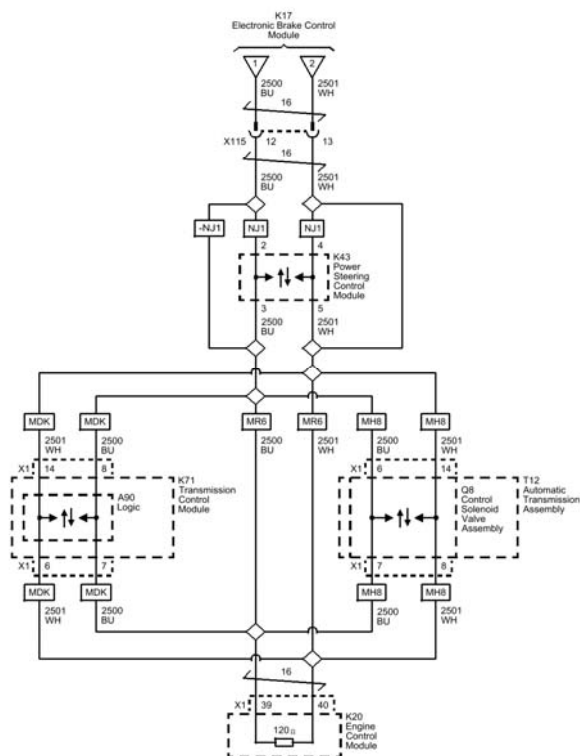 K17
Electronic Brake Control
Module
1
2
2500
BU
2501
WH
16
X115
12
13
16
2500
BU
2501
WH
-NJ1
NJ1
NJ1
2
4
K43
Power
Steering
Control
Module
3
5
2500
BU
2501
WH
MDK
MDK
MR6
MR6
MH8
MH8
2501
WH
2500
BU
2500
BU
2501
WH
2500
BU
2501
WH
X1
14
8
X1
6
14
K71
Transmission
Control
Module
A90
Logic
Q8
Control
Solenoid
Valve
Assembly
T12
Automatic
Transmission
Assembly
X1
6
7
X1
7
8
MDK
MDK
MH8
MH8
2501
WH
2500
BU
2500
BU
2501
WH
16
X1
39
40
120Ω
K20
Engine
Control
Module